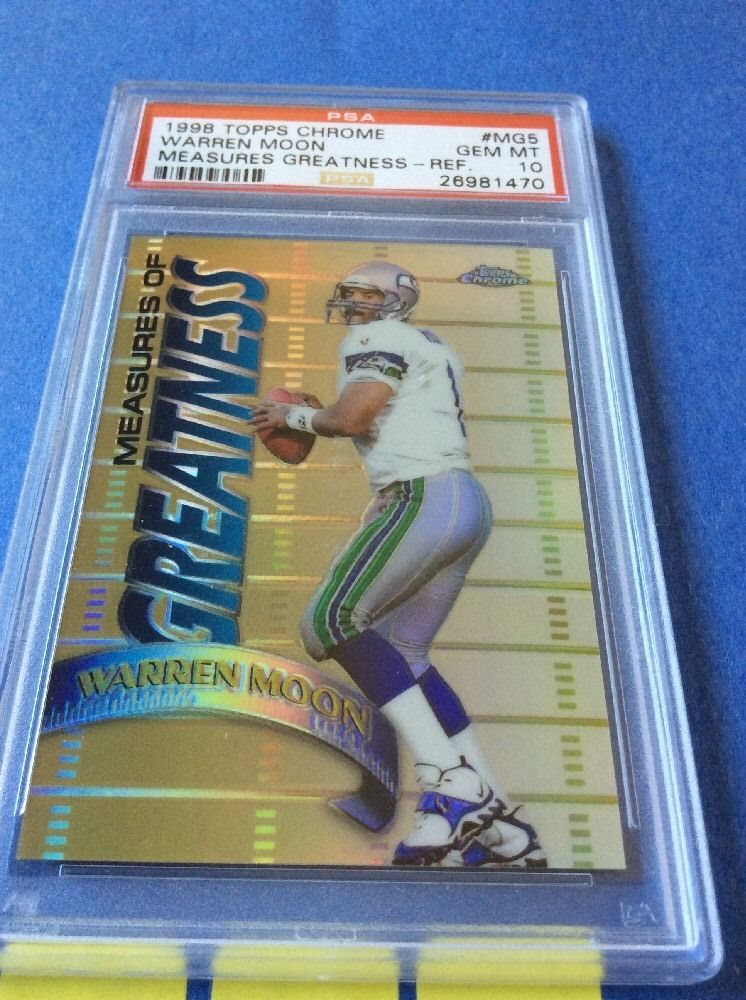 PSA
1998 TOPPS CHROME #MG5
WARREN MOON GEM MT
MEASURES GREATNESS - REF. 10
PSA 26981470
Topps
Chrome
MEASURES OF
GREATNESS
WARREN MOON